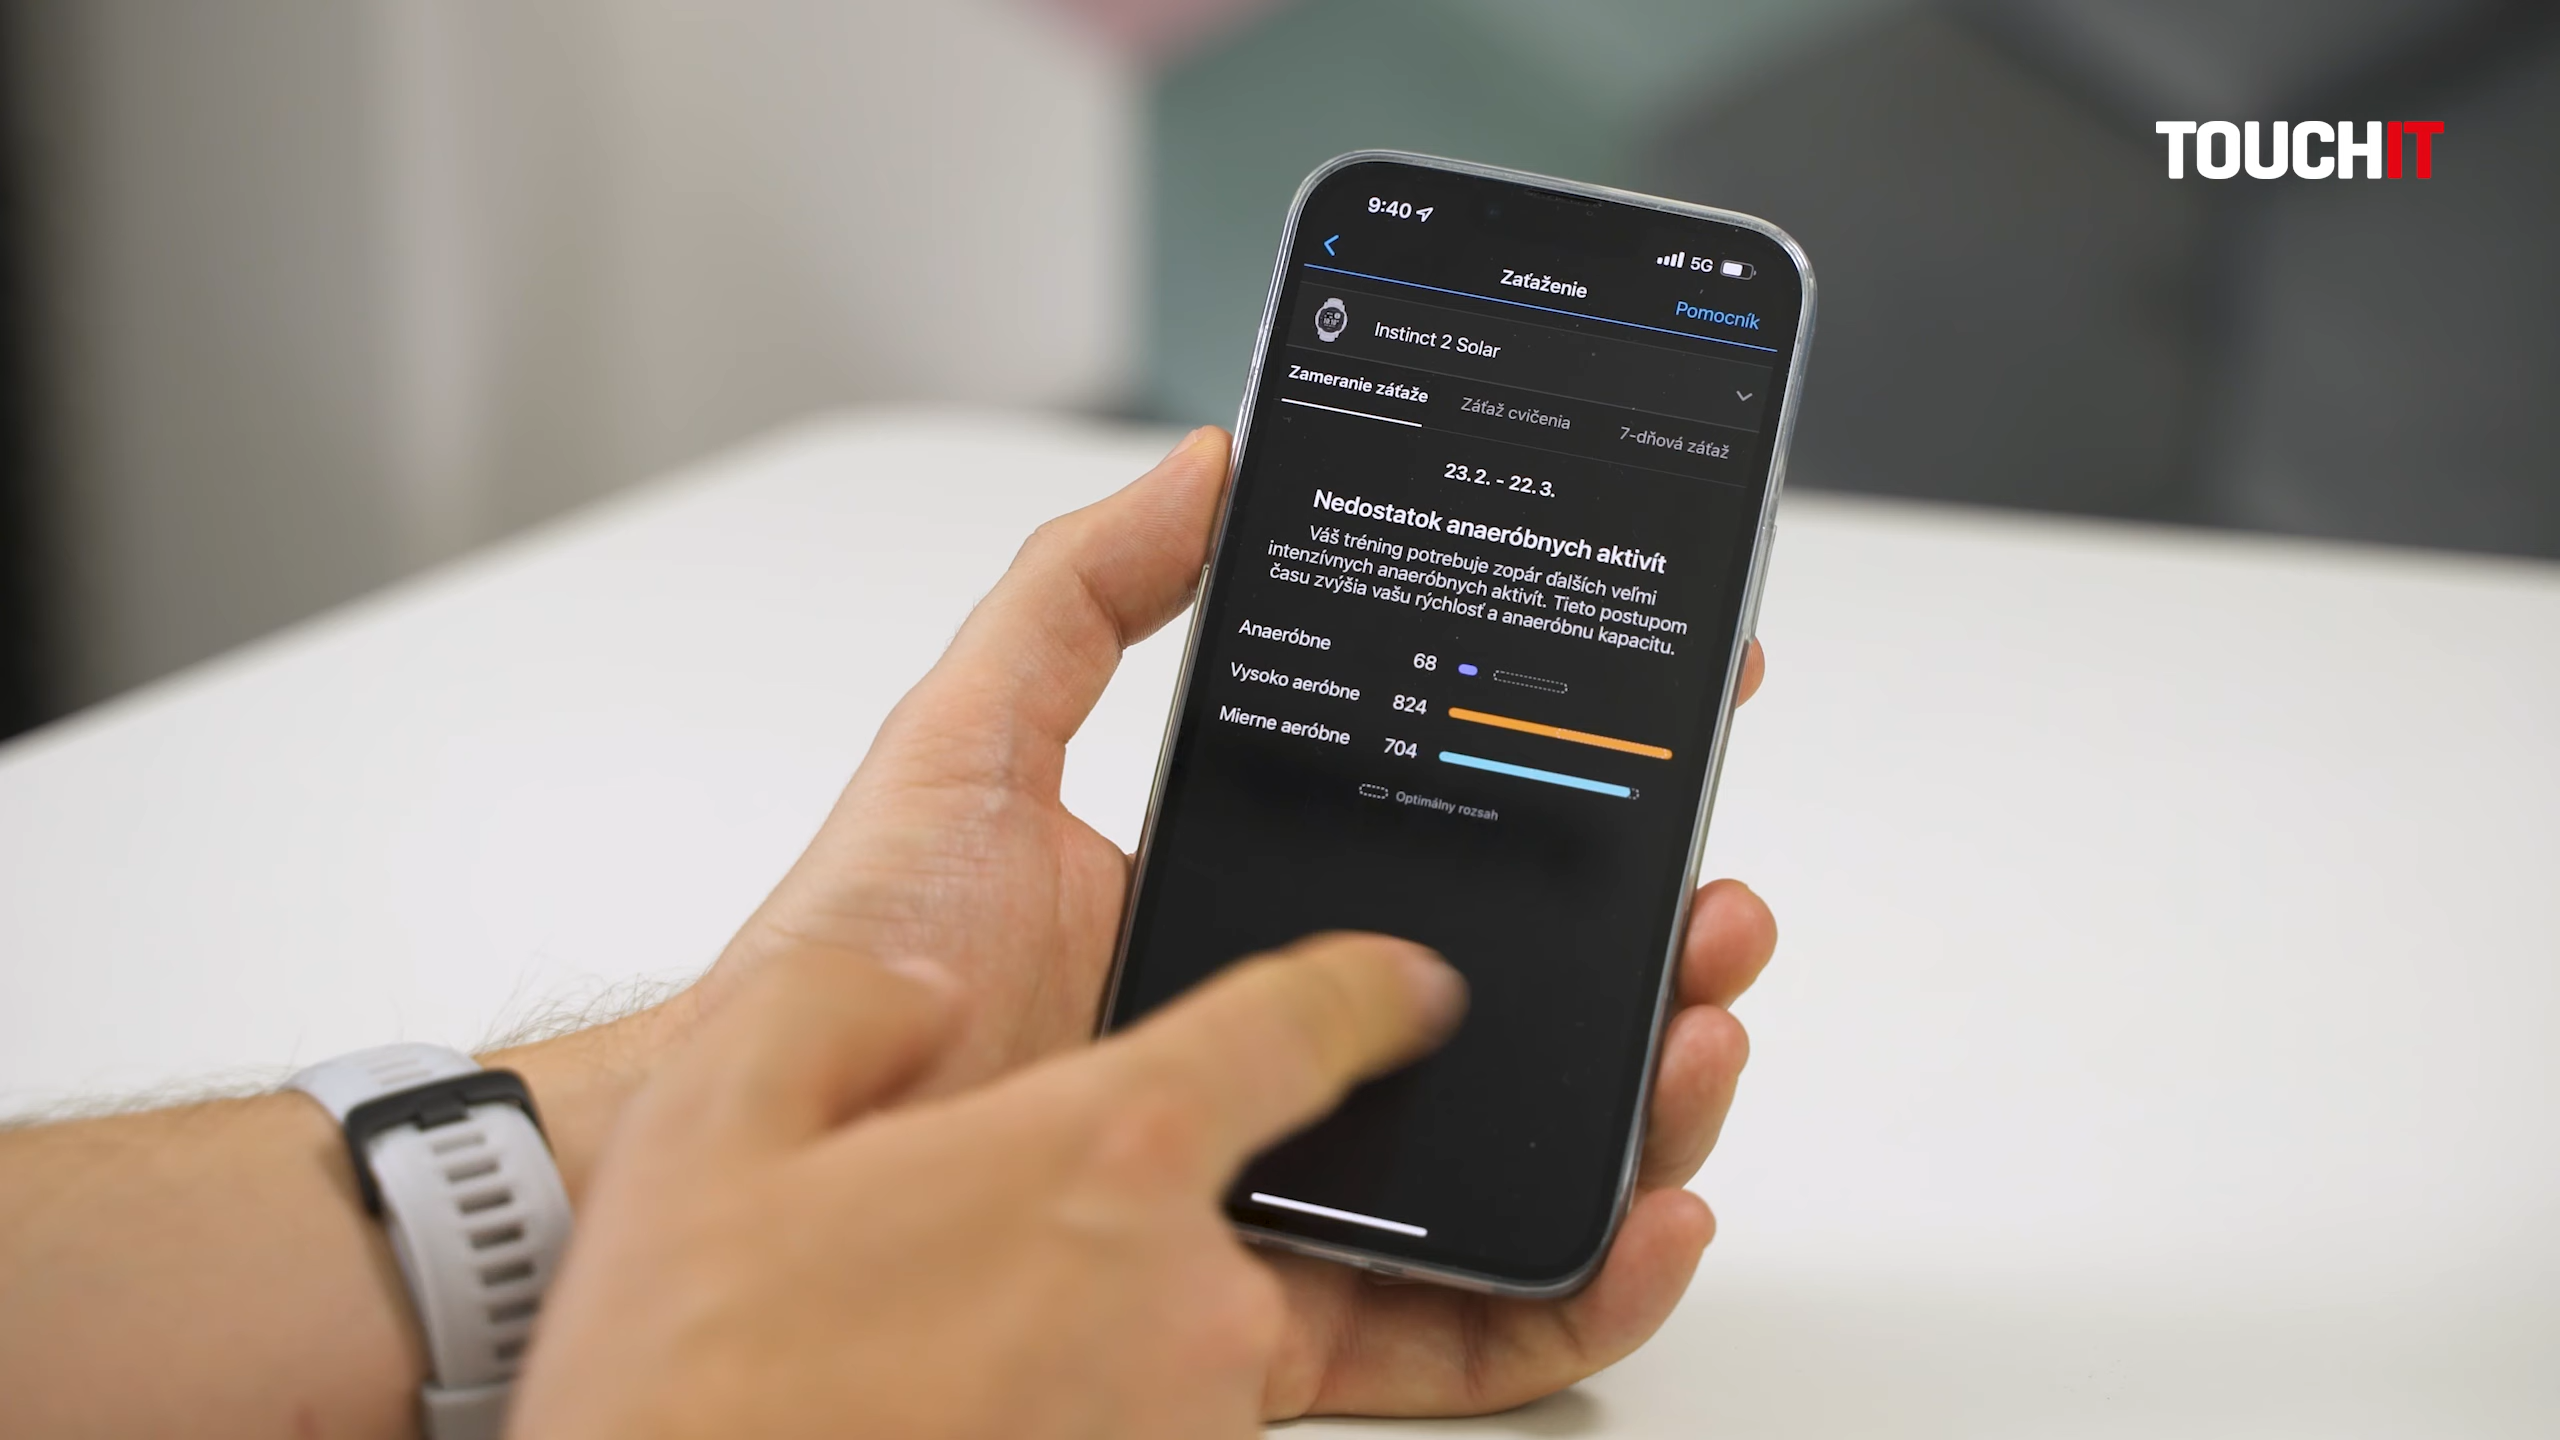 TOUCHIT
9:40
5G
Zaťaženie
Pomocník
Instinct 2 Solar
Zameranie záťaže
Záťaž cvičenia
7-dňová záťaž
23.2. - 22.3.
Nedostatok anaeróbnych aktivít
Váš tréning potrebuje zopár ďalších veľmi
intenzívnych anaeróbnych aktivít. Tieto postupom
času zvýšia vašu rýchlosť a anaeróbnu kapacitu.
Anaeróbne 68
Vysoko aeróbne 824
Mierne aeróbne 704
Optimálny rozsah